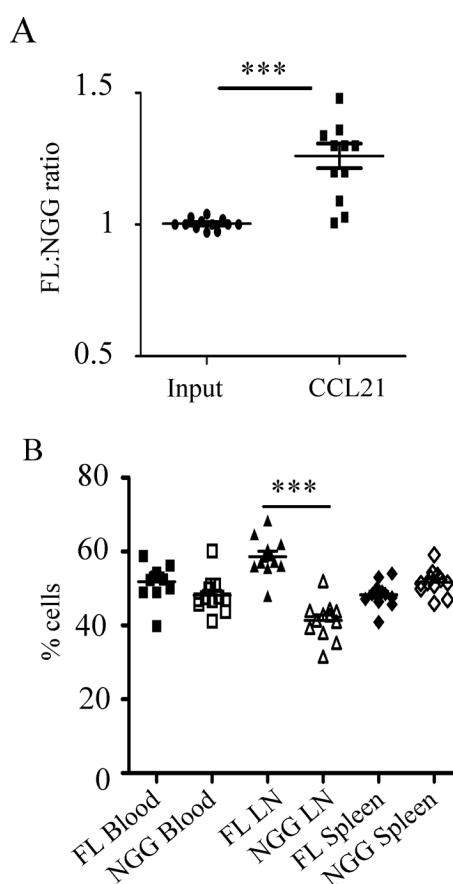 A
***
1.5
1
0.5
FL:NGG ratio
Input
CCL21
B
***
80
60
40
20
0
% cells
FL Blood
NGG Blood
FL LN
NGG LN
FL Spleen
NGG Spleen